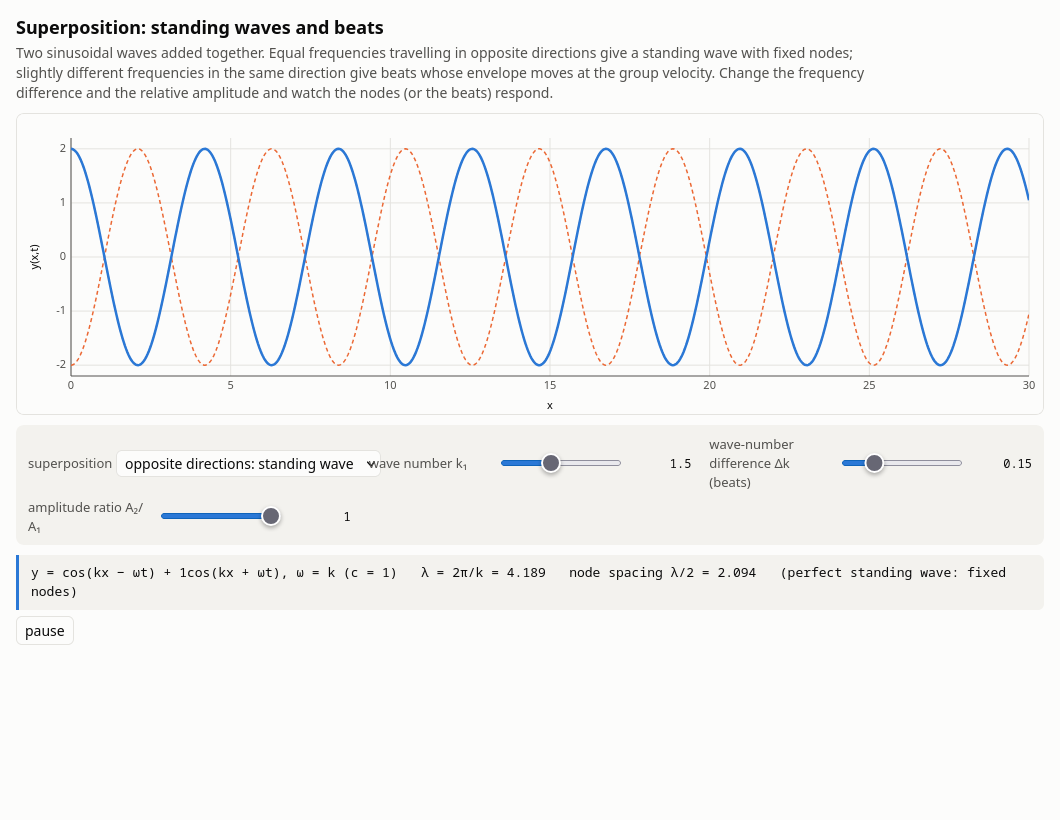 Superposition: standing waves and beats
Two sinusoidal waves added together. Equal frequencies travelling in opposite directions give a standing wave with fixed nodes;
slightly different frequencies in the same direction give beats whose envelope moves at the group velocity. Change the frequency
difference and the relative amplitude and watch the nodes (or the beats) respond.
2
1
0
-1
-2
y(x,t)
0 5 10 15 20 25 30
x
superposition opposite directions: standing wave wave number k₁ 1.5
wave-number
difference Δk
(beats)
0.15
amplitude ratio A₂/
A₁
1
y = cos(kx − ωt) + 1cos(kx + ωt), ω = k (c = 1) λ = 2π/k = 4.189 node spacing λ/2 = 2.094 (perfect standing wave: fixed
nodes)
pause